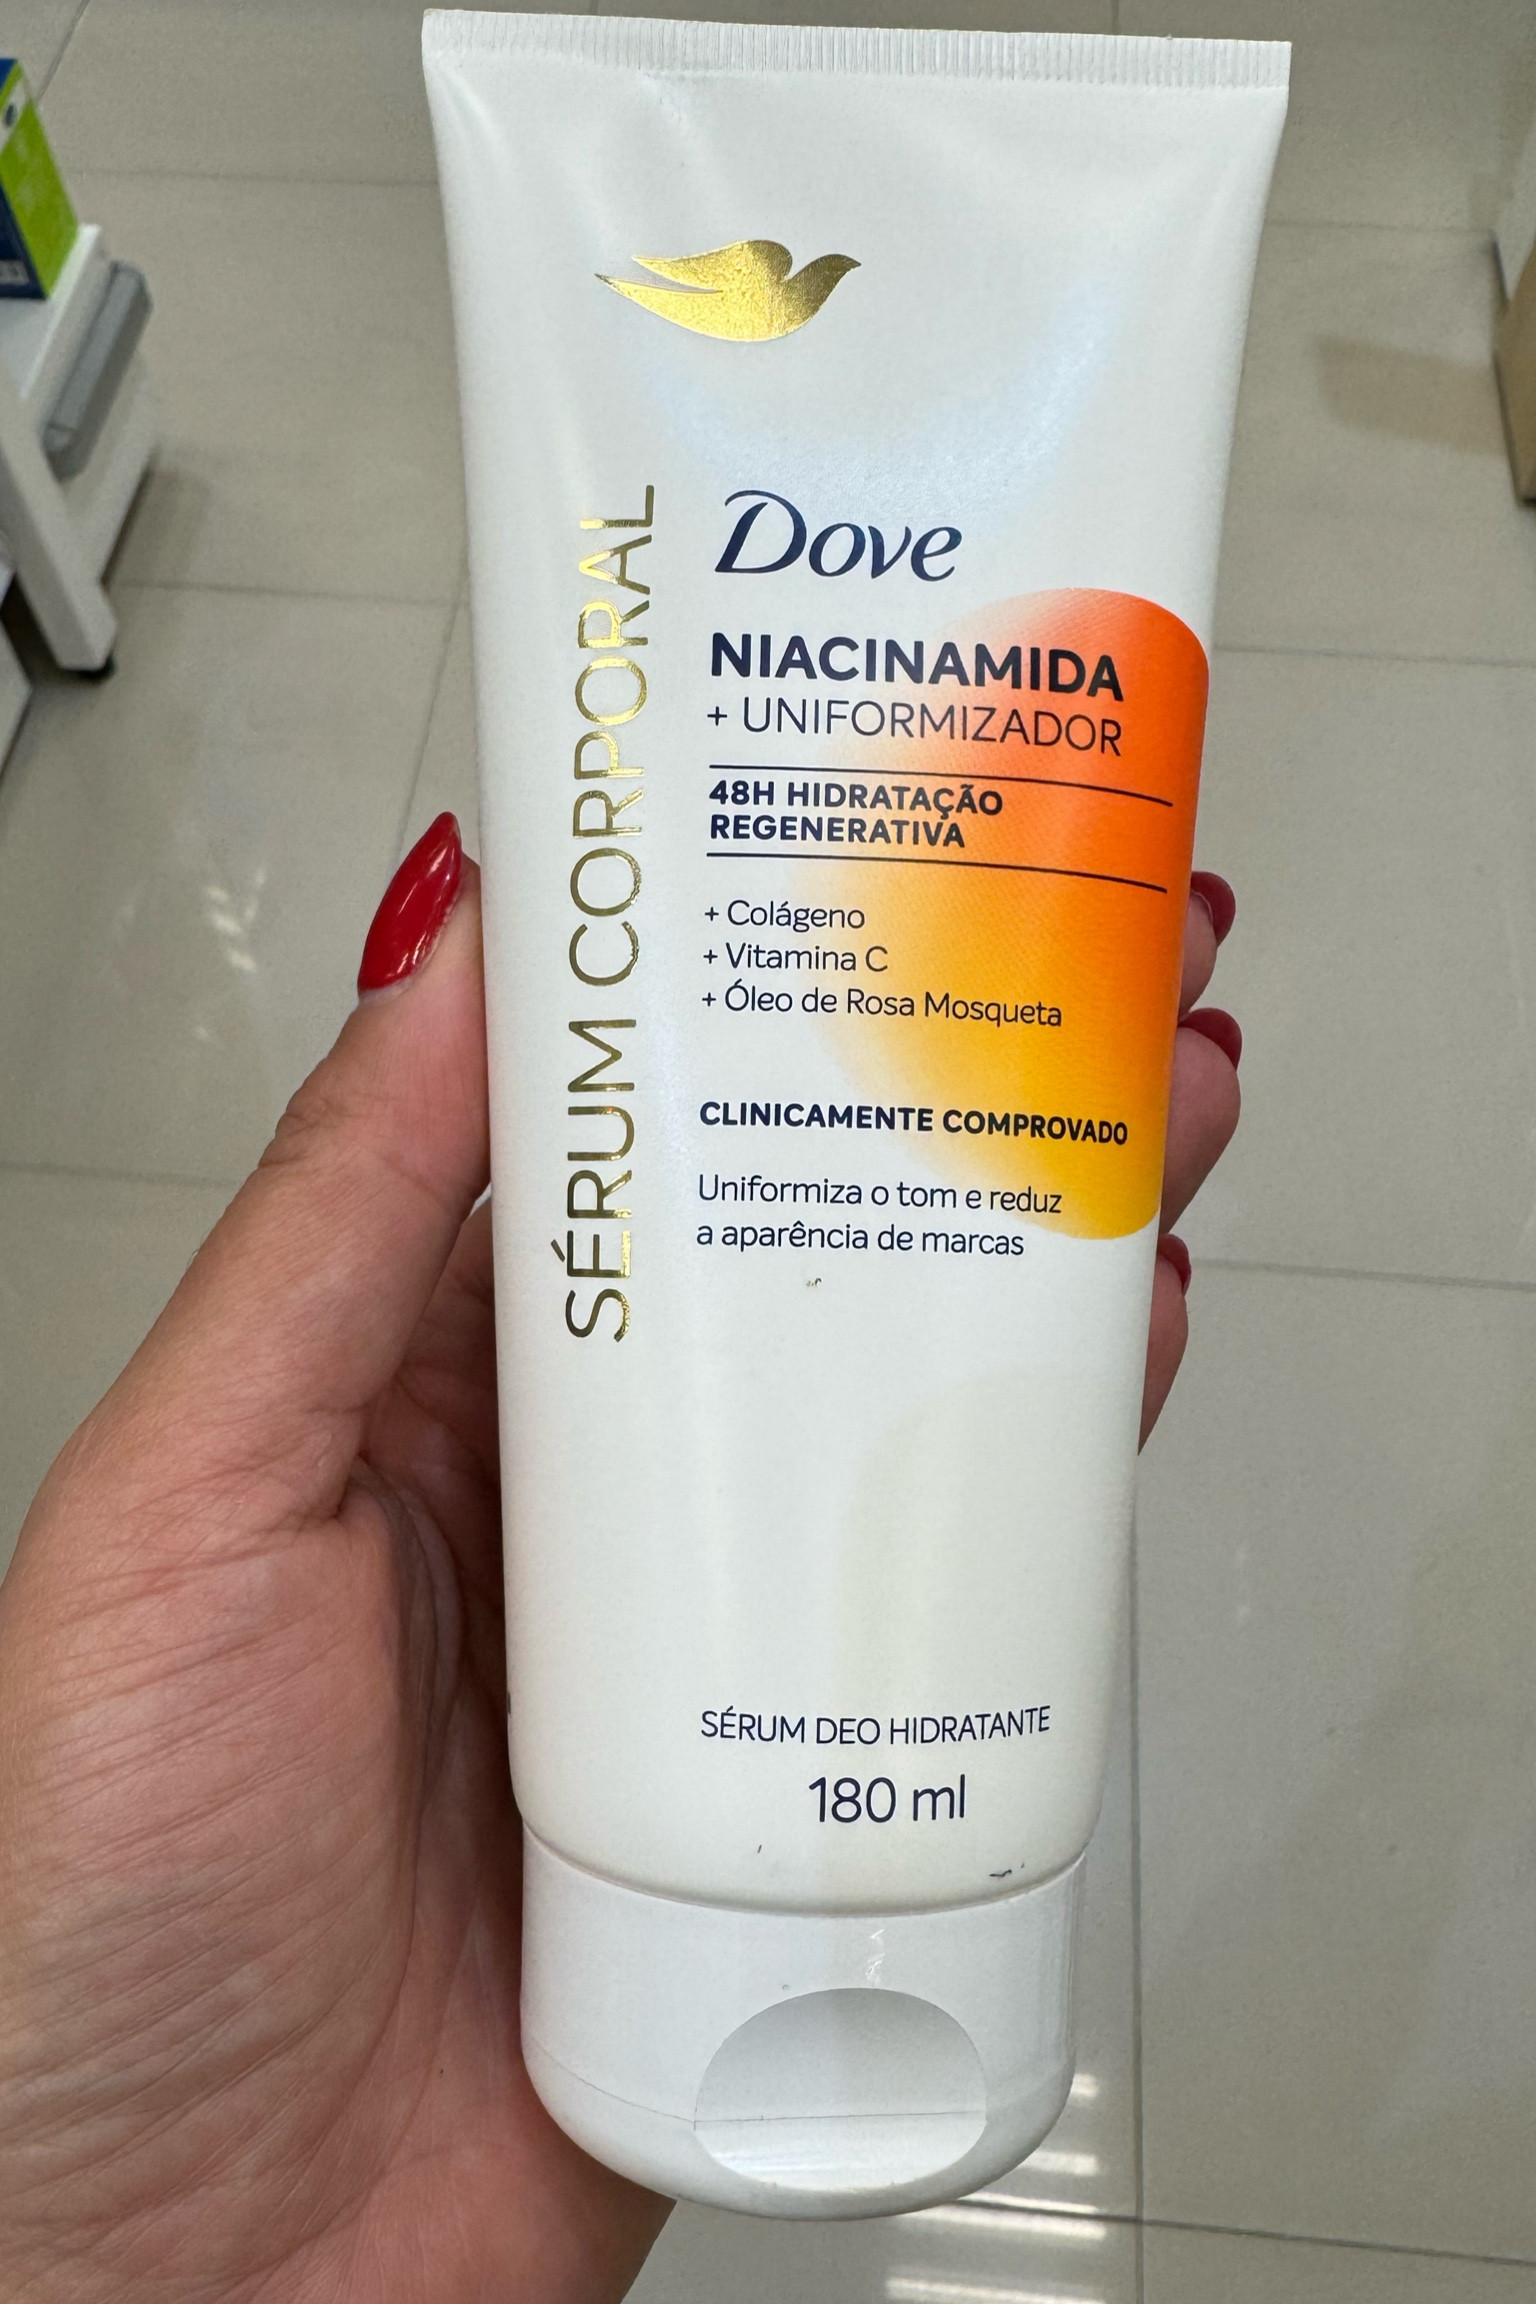 SÉRUM CORPORAL
Dove
NIACINAMIDA
+ UNIFORMIZADOR
48H HIDRATAÇÃO
REGENERATIVA
+ Colágeno
+ Vitamina C
+ Óleo de Rosa Mosqueta
CLINICAMENTE COMPROVADO
Uniformiza o tom e reduz
a aparência de marcas
SÉRUM DEO HIDRATANTE
180 ml